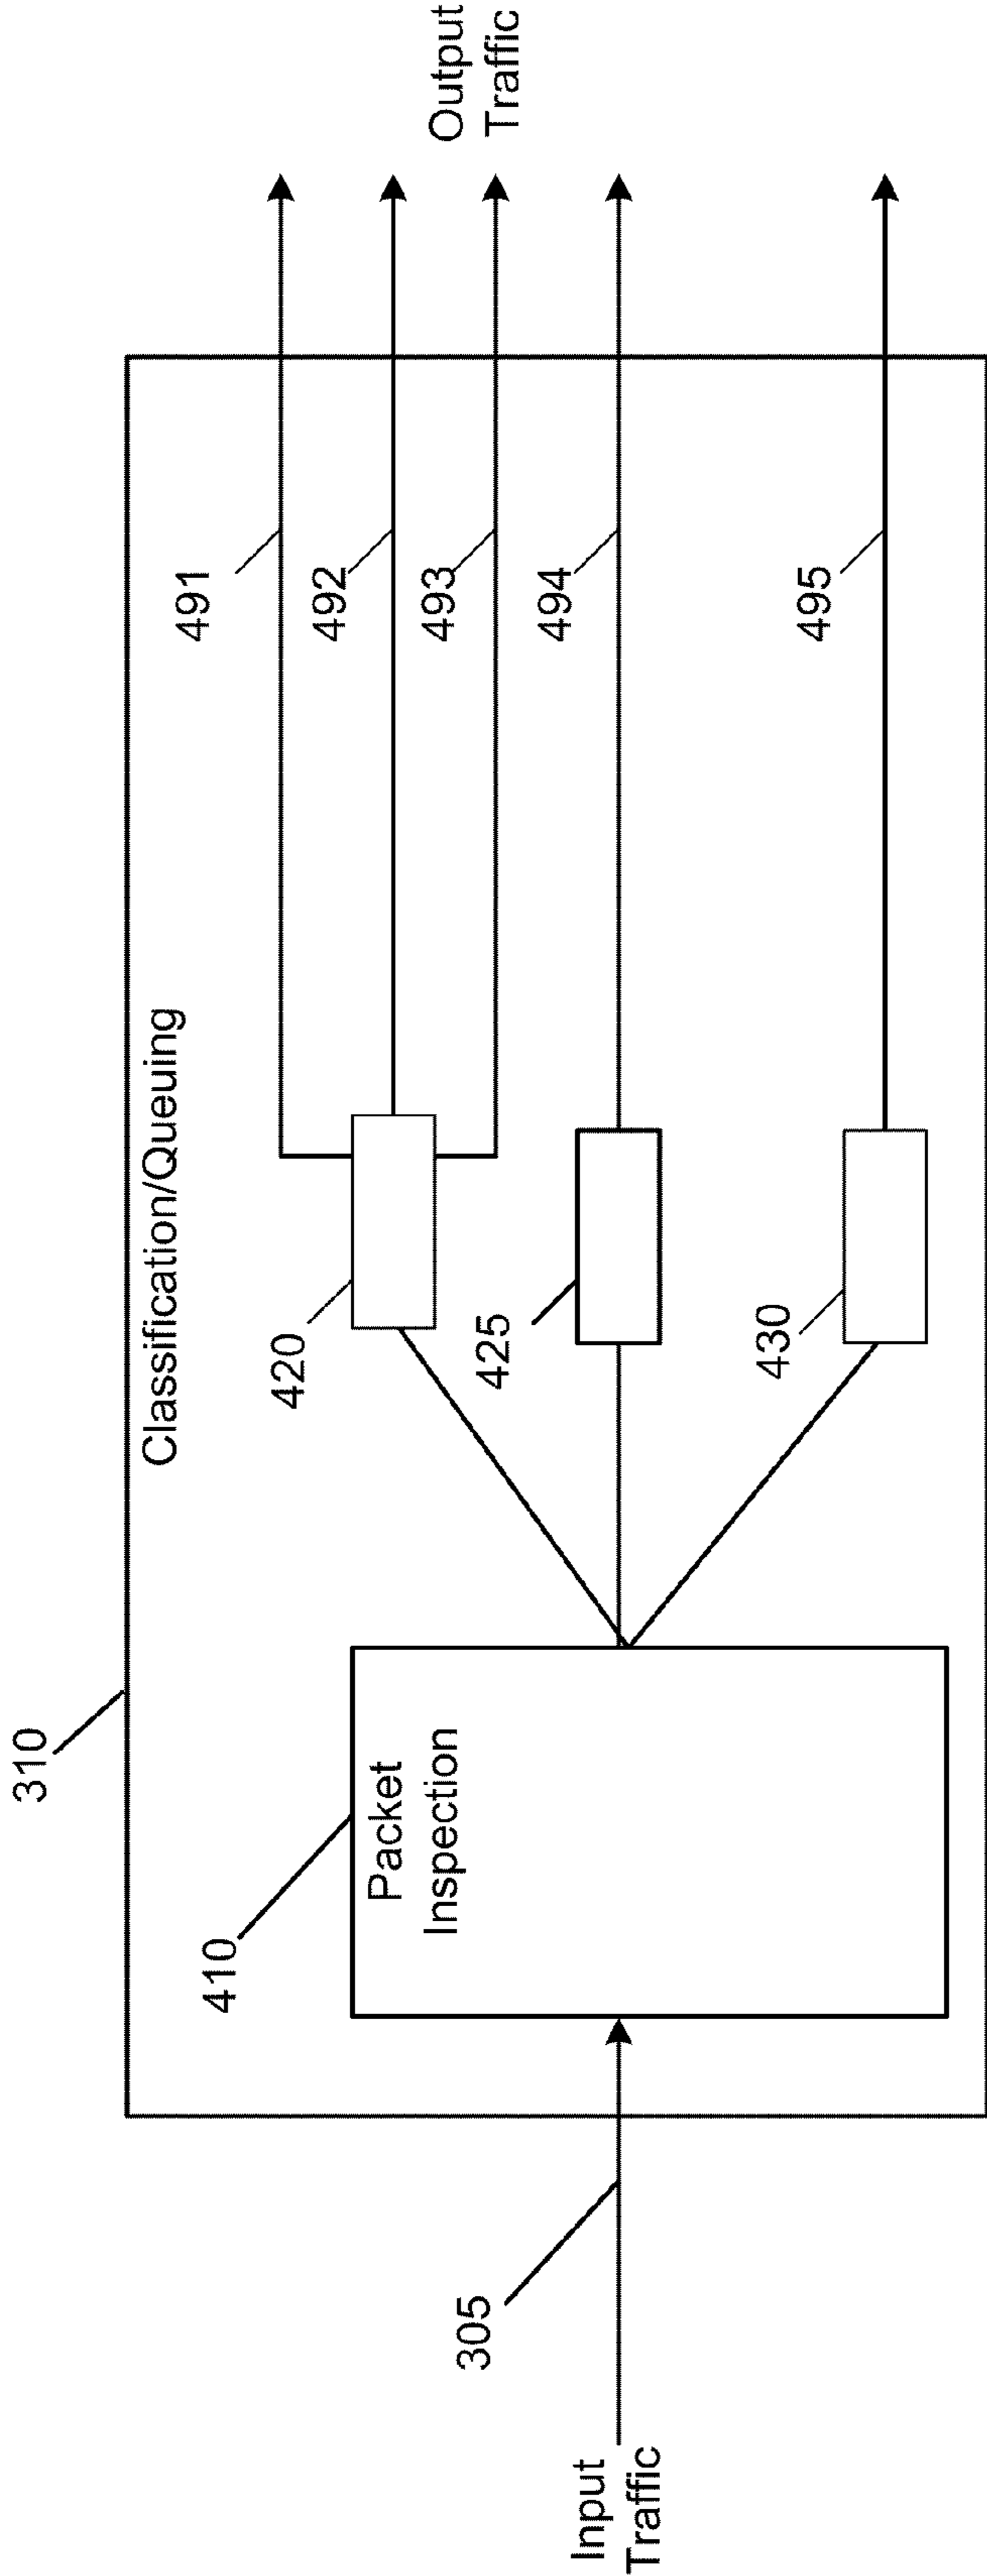 310
Classification/Queuing
410
Packet
Inspection
305
Input
Traffic
420
425
430
491
492
493
494
495
Output
Traffic